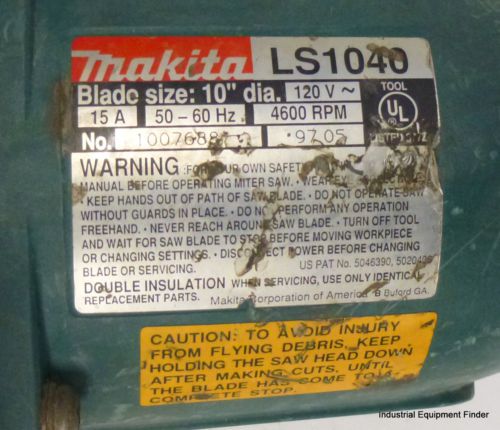 makita LS1040
Blade size: 10" dia. 120 V ~ TOOL
15 A 50 – 60 Hz 4600 RPM UL
No. 97.05
WARNING :FOR YOUR OWN SAFETY
MANUAL BEFORE OPERATING MITER SAW. • WEAR
• KEEP HANDS OUT OF PATH OF SAW BLADE. • DO NOT OPERATE SAW
WITHOUT GUARDS IN PLACE. • DO NOT PERFORM ANY OPERATION
FREEHAND. • NEVER REACH AROUND SAW BLADE. • TURN OFF TOOL
AND WAIT FOR SAW BLADE TO STOP BEFORE MOVING WORKPIECE
OR CHANGING SETTINGS. • DISCONNECT POWER BEFORE CHANGING
BLADE OR SERVICING. US PAT No. 5046390,
DOUBLE INSULATION WHEN SERVICING, USE ONLY IDENTICAL
REPLACEMENT PARTS. Makita Corporation of America B Buford GA.
CAUTION: TO AVOID INJURY
FROM FLYING DEBRIS, KEEP
HOLDING THE SAW HEAD DOWN
AFTER MAKING CUTS, UNTIL
THE BLADE HAS COME TO A
COMPLETE STOP.
Industrial Equipment Finder